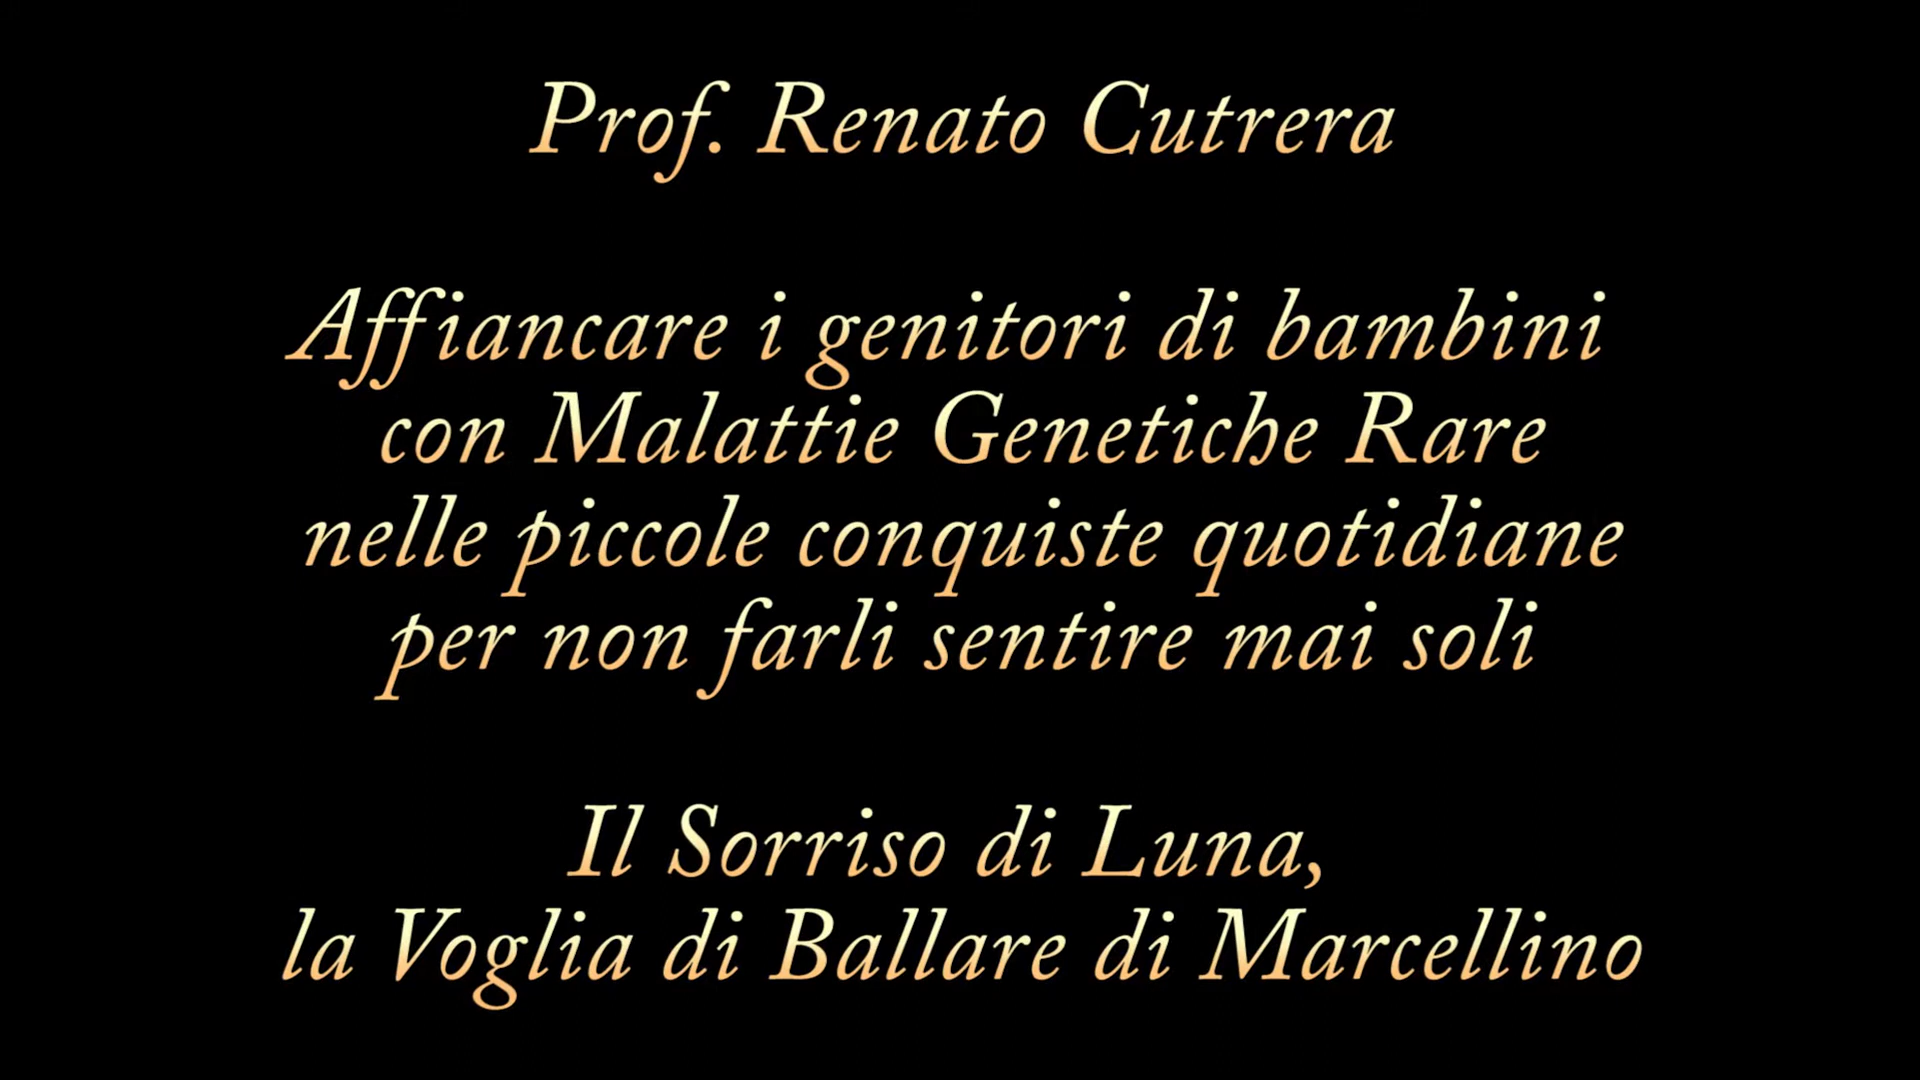 Prof. Renato Cutrera
Affiancare i genitori di bambini
con Malattie Genetiche Rare
nelle piccole conquiste quotidiane
per non farli sentire mai soli
Il Sorriso di Luna,
la Voglia di Ballare di Marcellino